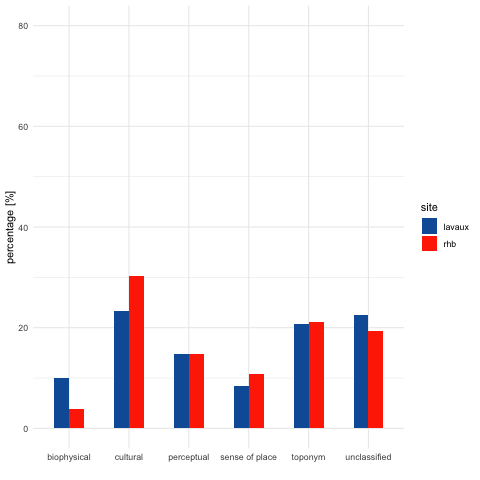 80
60
40
20
0
percentage [%]
biophysical cultural perceptual sense of place toponym unclassified
site
lavaux
rhb